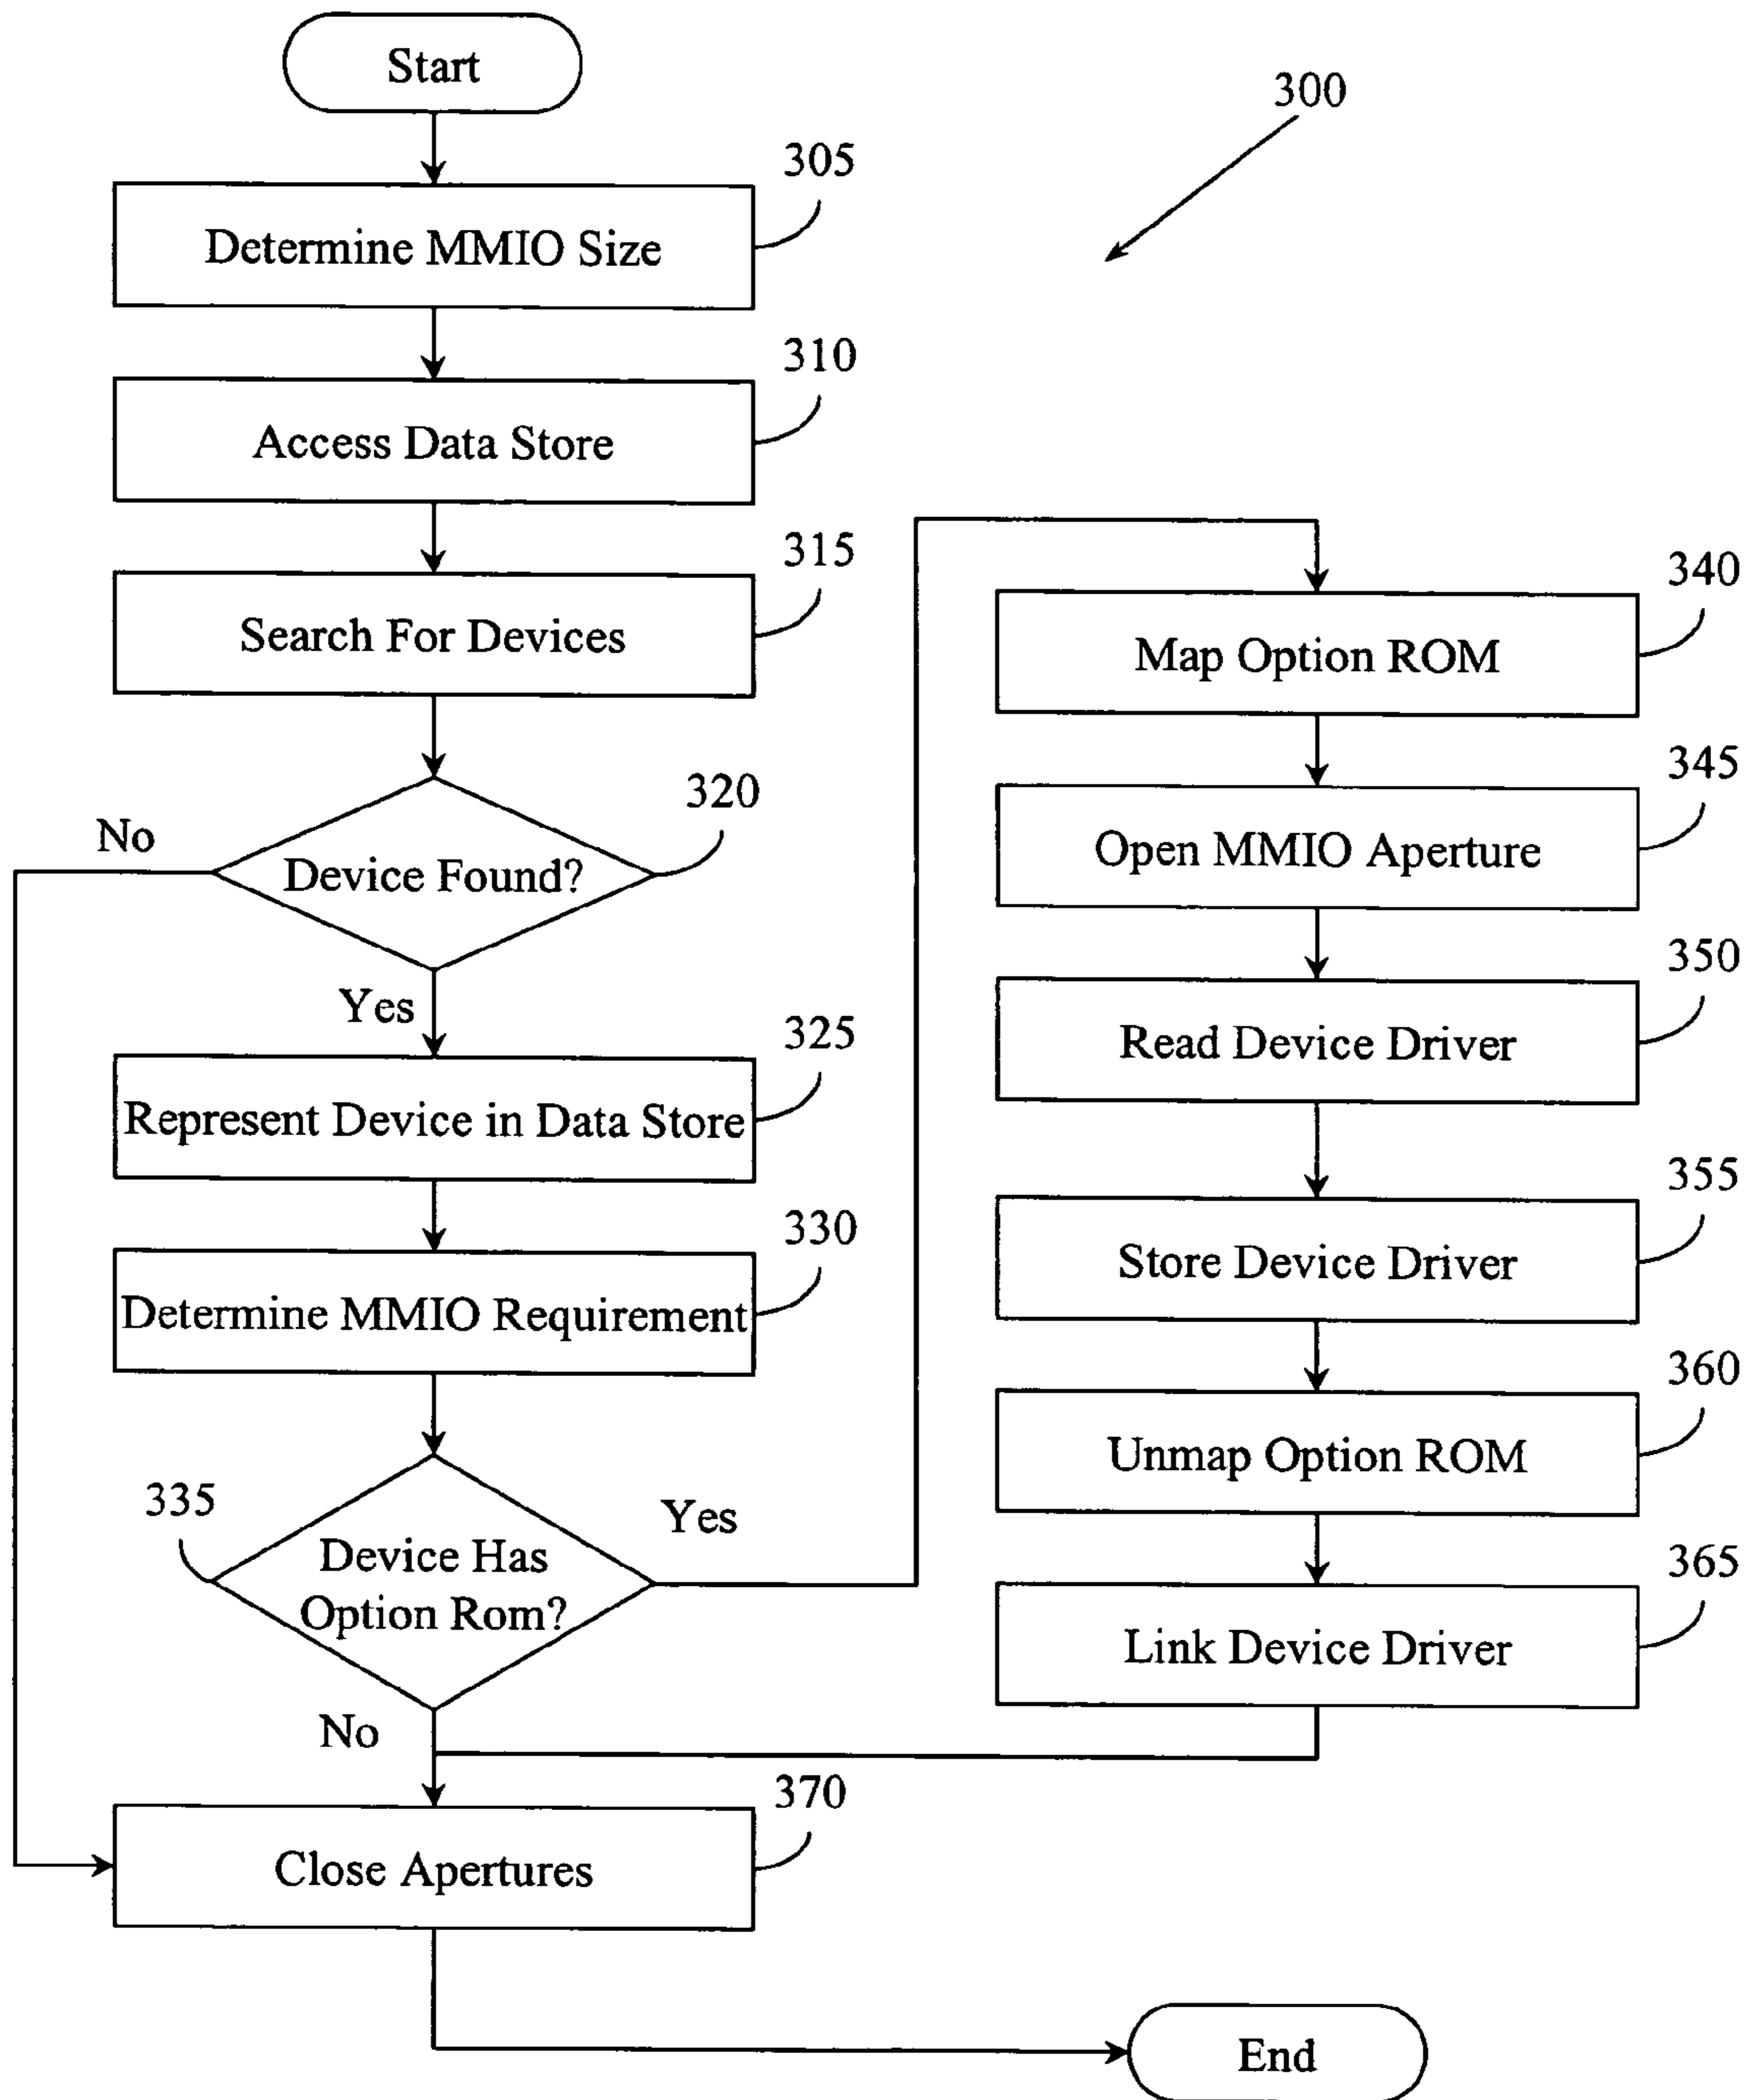 Start
300
305
Determine MMIO Size
310
Access Data Store
315
Search For Devices
320
No
Device Found?
Yes
325
Represent Device in Data Store
330
Determine MMIO Requirement
335
Yes
Device Has
Option Rom?
No
340
Map Option ROM
345
Open MMIO Aperture
350
Read Device Driver
355
Store Device Driver
360
Unmap Option ROM
365
Link Device Driver
370
Close Apertures
End